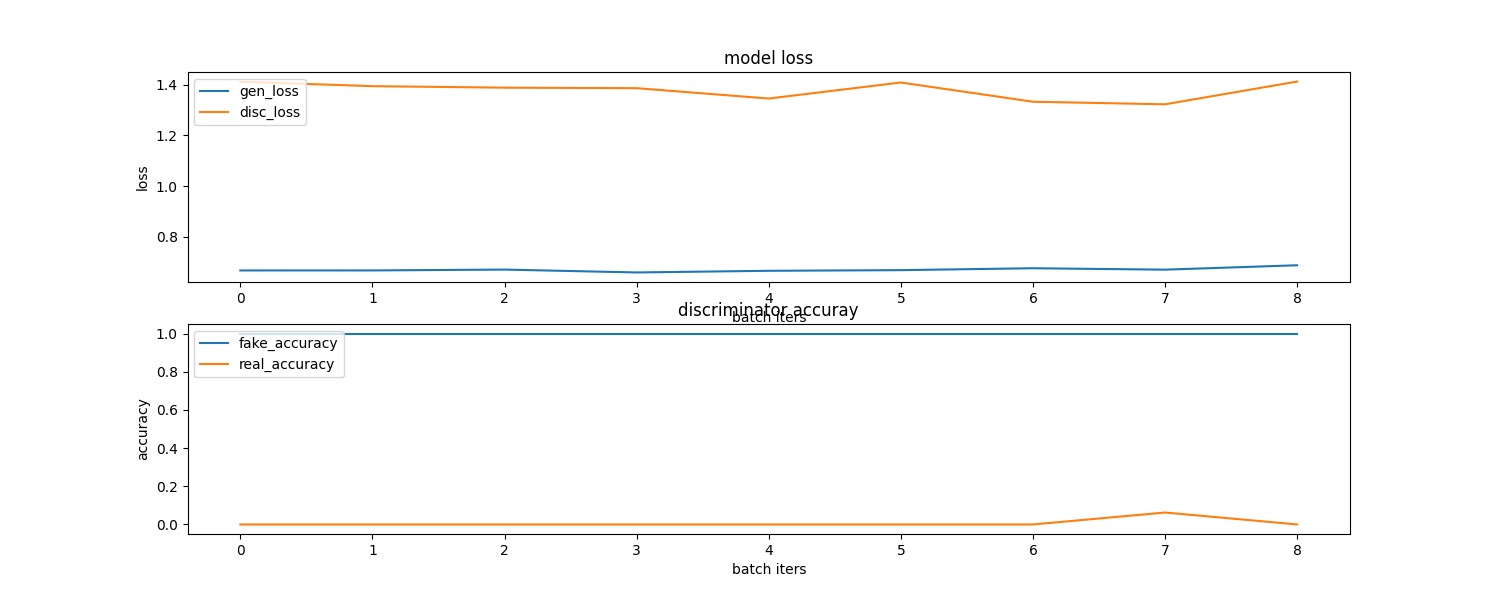 model loss
gen_loss
disc_loss
loss
1.4
1.2
1.0
0.8
0 1 2 3 4 5 6 7 8
batch iters
discriminator accuray
fake_accuracy
real_accuracy
accuracy
1.0
0.8
0.6
0.4
0.2
0.0
0 1 2 3 4 5 6 7 8
batch iters